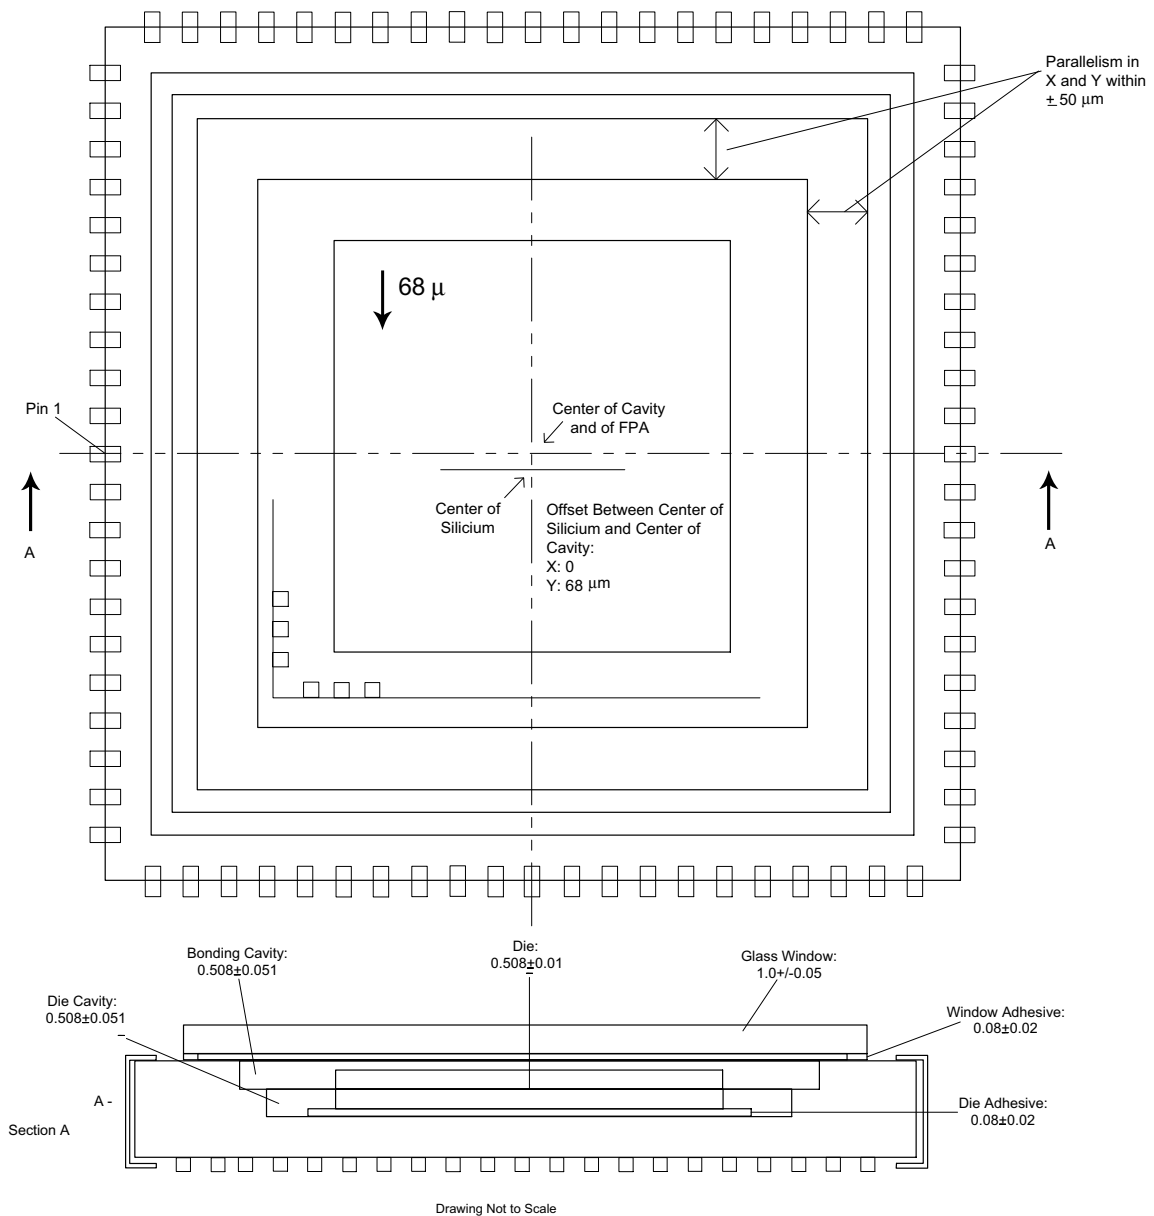 Parallelism in
X and Y within
± 50 μm
68 μ
Pin 1
Center of Cavity
and of FPA
Center of
Silicium
Offset Between Center of
Silicium and Center of
Cavity:
X: 0
Y: 68 μm
A
A
Bonding Cavity:
0.508±0.051
Die:
0.508±0.01
Glass Window:
1.0+/-0.05
Die Cavity:
0.508±0.051
Window Adhesive:
0.08±0.02
A -
Die Adhesive:
0.08±0.02
Section A
Drawing Not to Scale